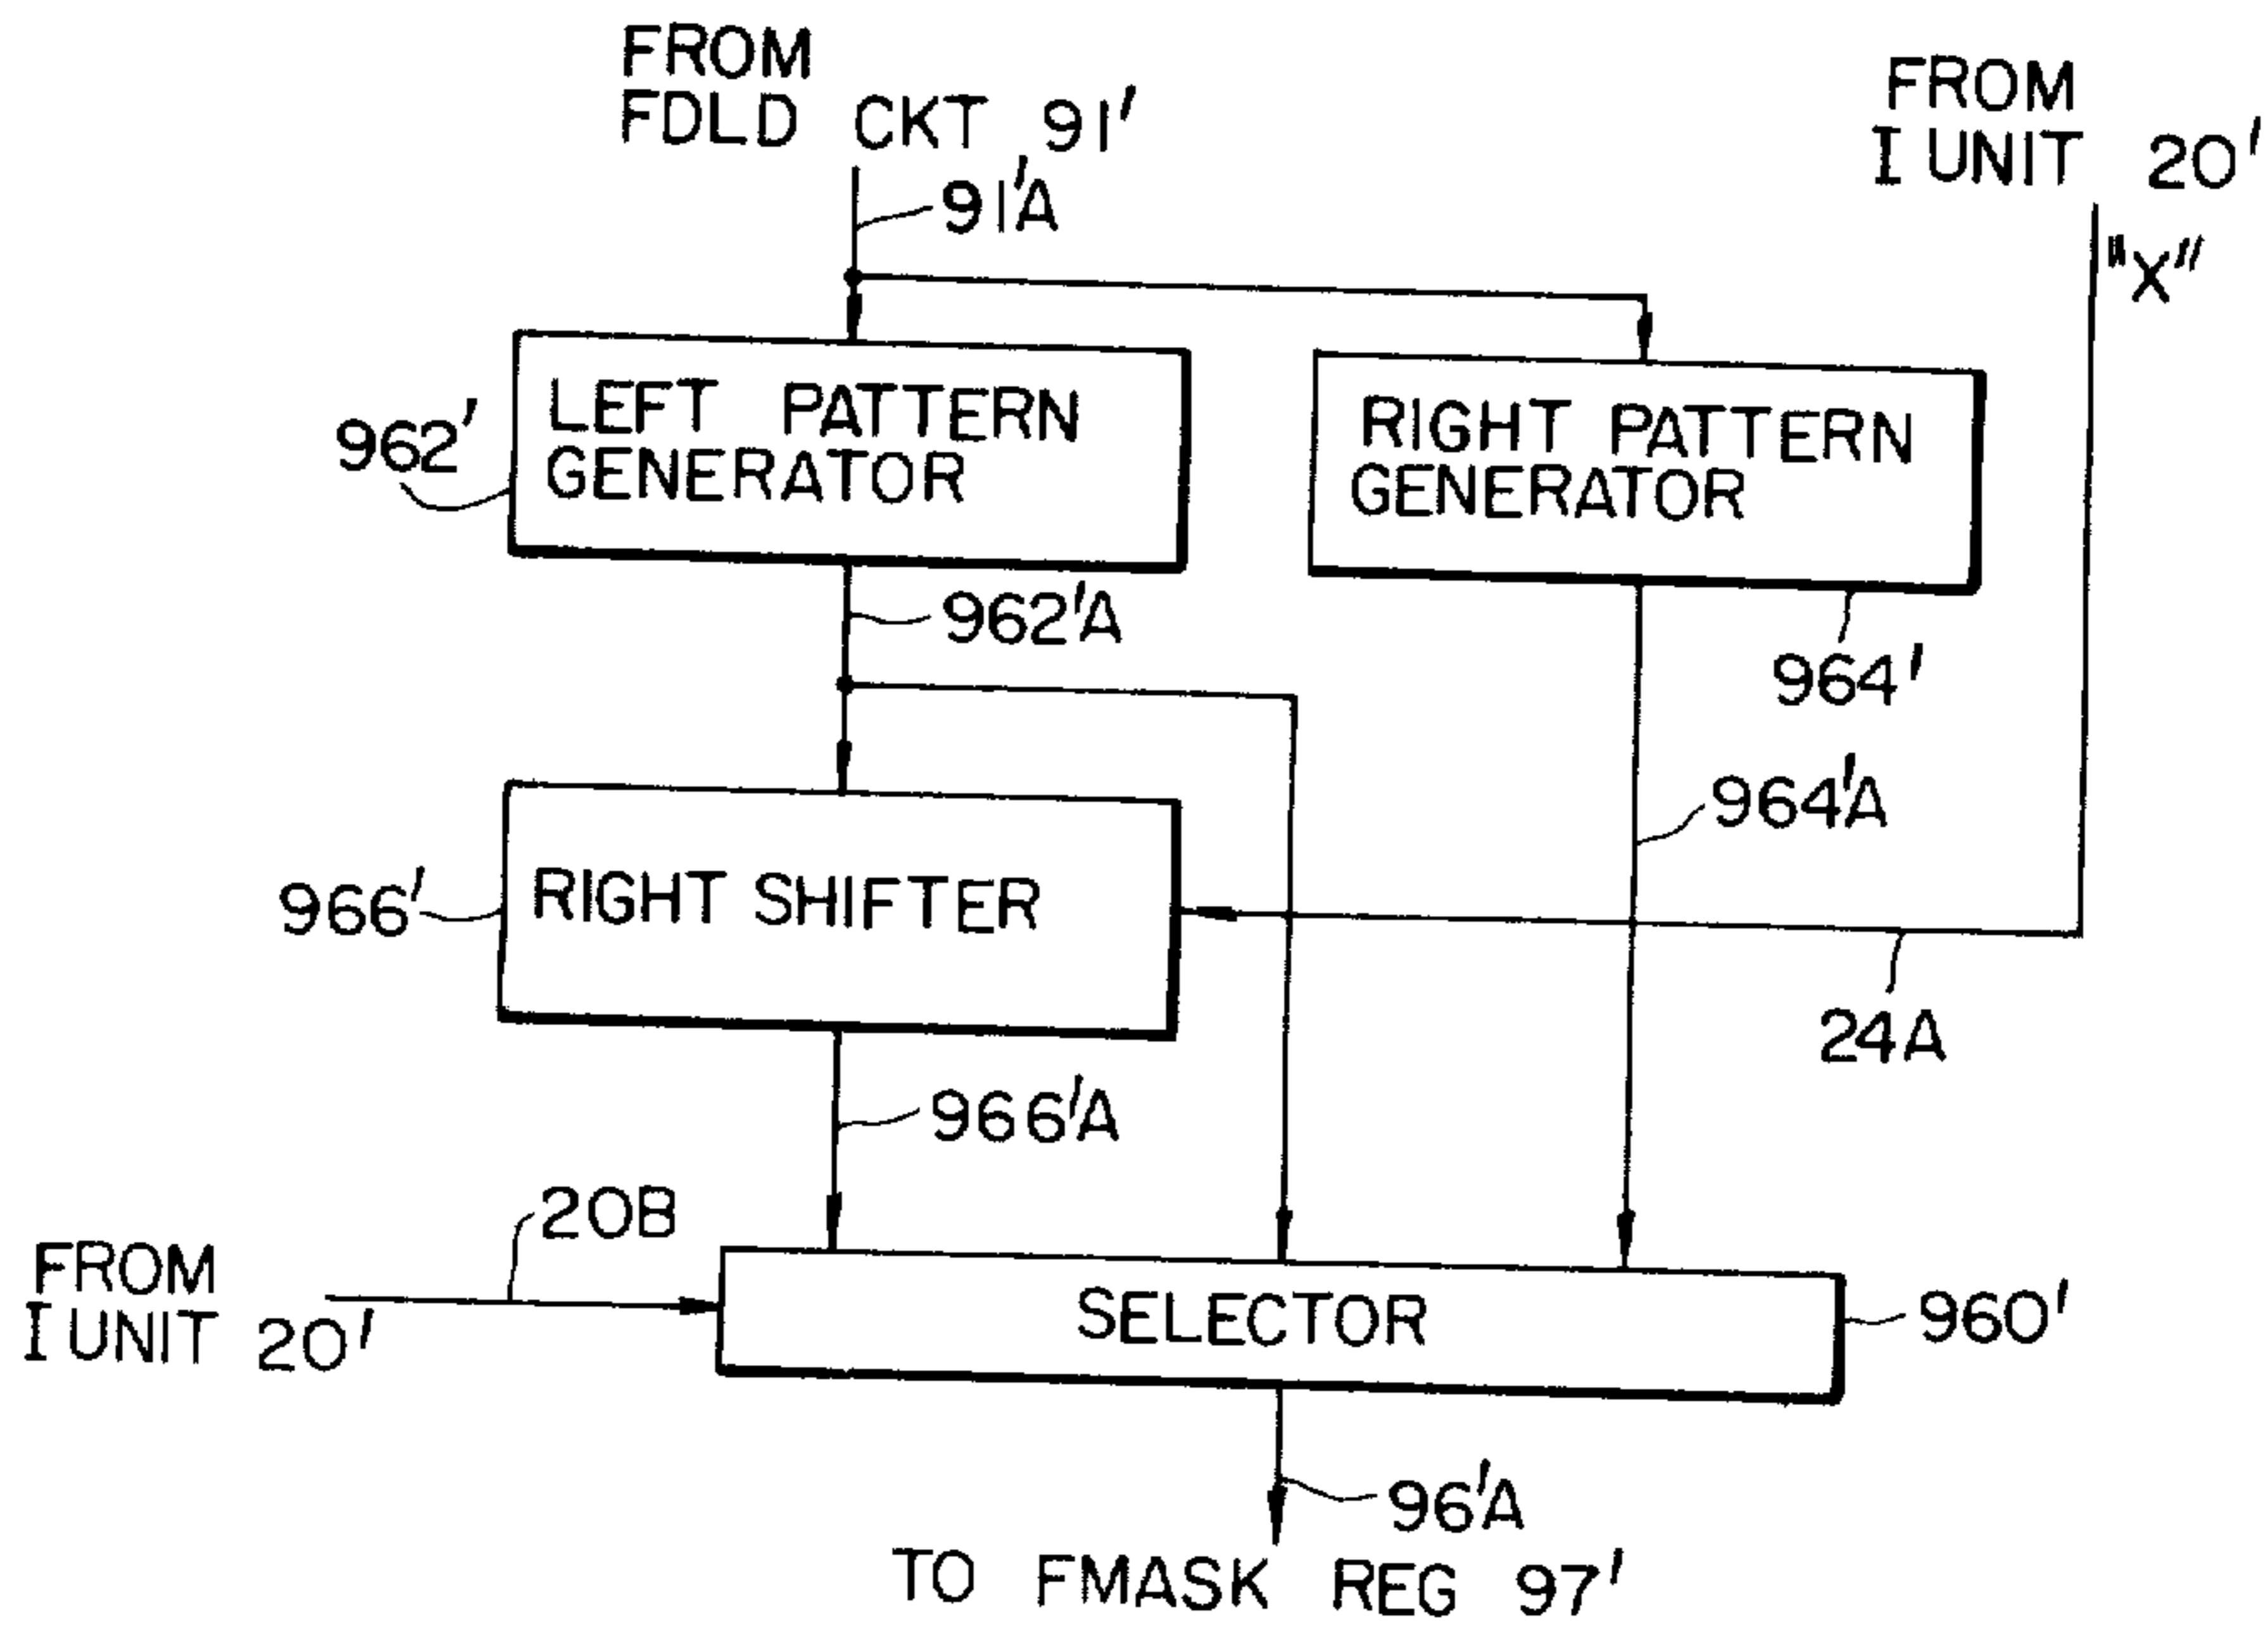 FROM
FDLD CKT 91'
91'A
FROM
I UNIT 20'
"X"
LEFT PATTERN
GENERATOR
962'
RIGHT PATTERN
GENERATOR
962'A
964'
964'A
RIGHT SHIFTER
966'
24A
966'A
20B
FROM
I UNIT 20'
SELECTOR
960'
96'A
TO FMASK REG 97'